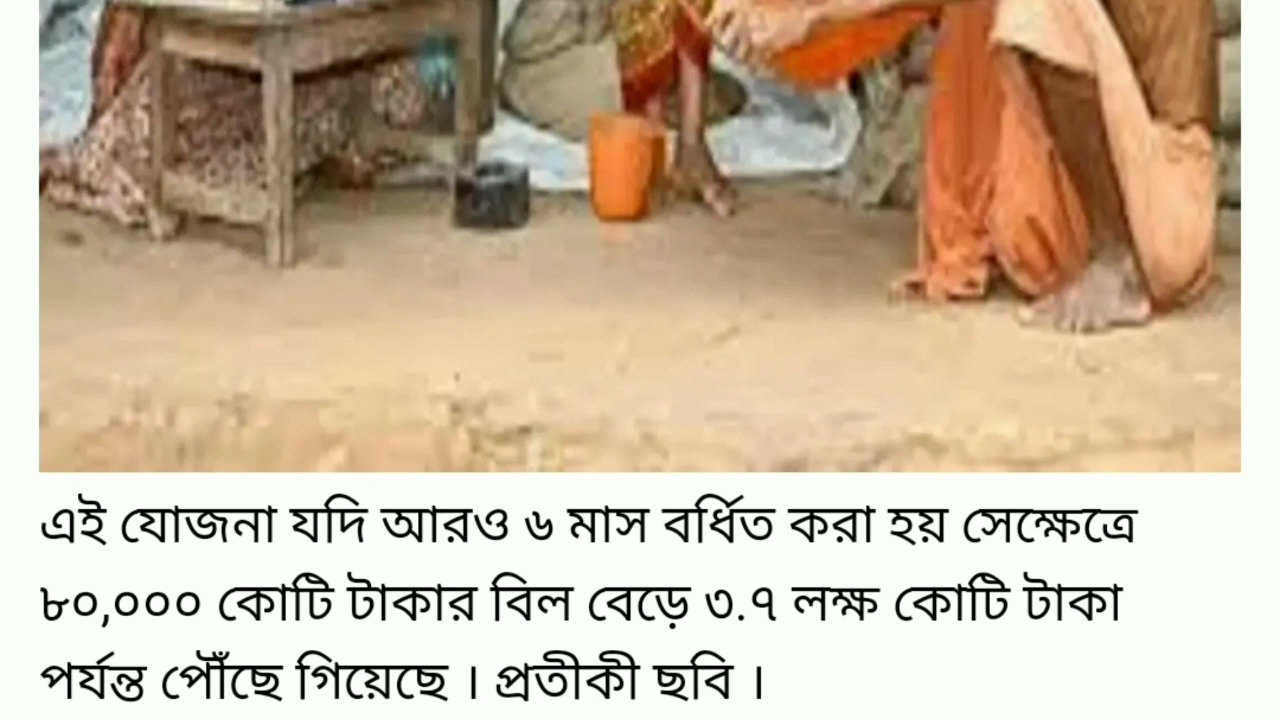 এই যোজনা যদি আরও ৬ মাস বর্ধিত করা হয় সেক্ষেত্রে
৮০,০০০ কোটি টাকার বিল বেড়ে ৩.৭ লক্ষ কোটি টাকা
পর্যন্ত পৌঁছে গিয়েছে । প্রতীকী ছবি ।